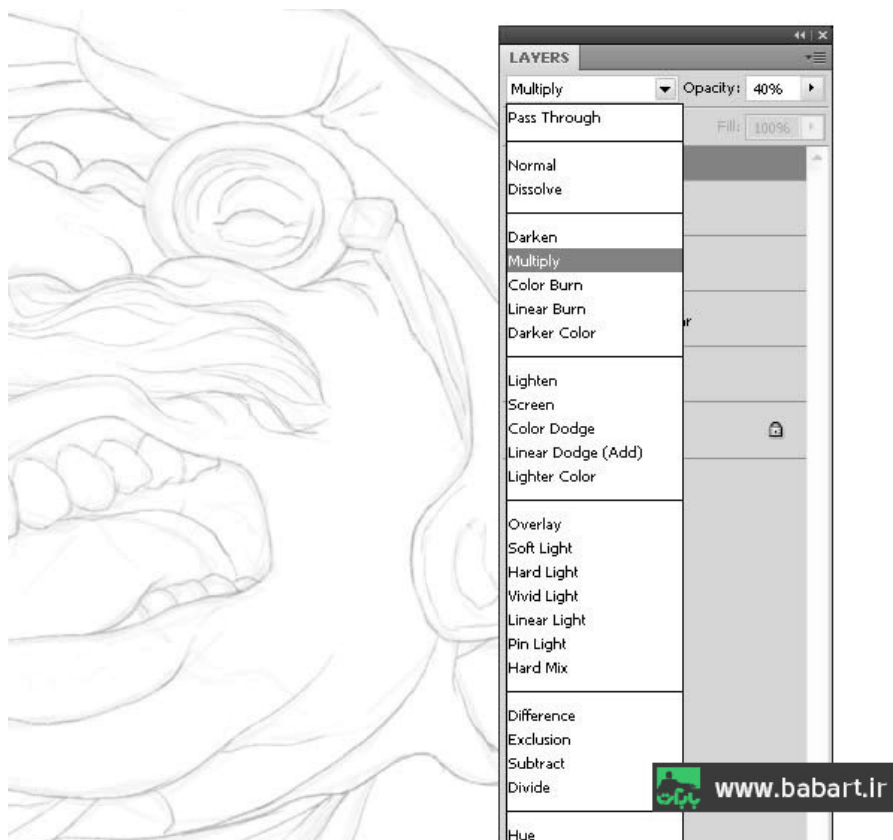 LAYERS
Multiply Opacity: 40%
Pass Through
Fill: 100%
Normal
Dissolve
Darken
Multiply
Color Burn
Linear Burn
Darker Color
Lighten
Screen
Color Dodge
Linear Dodge (Add)
Lighter Color
Overlay
Soft Light
Hard Light
Vivid Light
Linear Light
Pin Light
Hard Mix
Difference
Exclusion
Subtract
Divide
Hue
باب‌آرت www.babart.ir